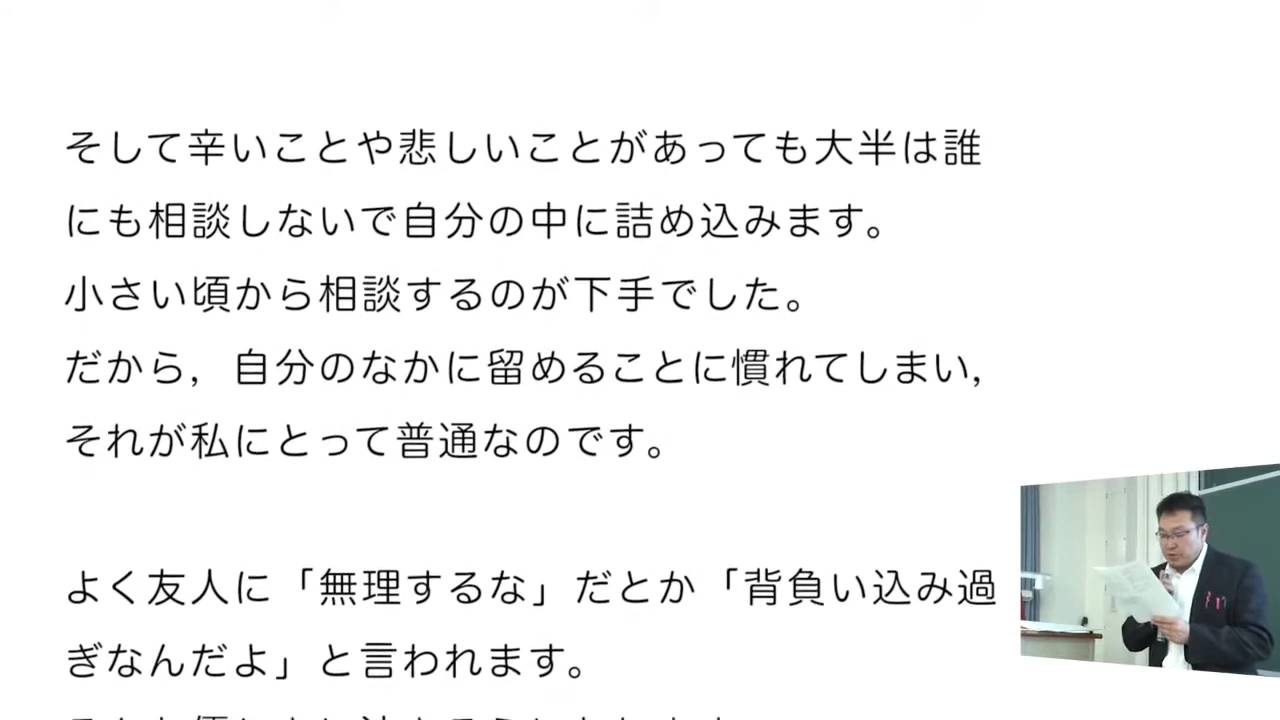 そして辛いことや悲しいことがあっても大半は誰
にも相談しないで自分の中に詰め込みます。
小さい頃から相談するのが下手でした。
だから，自分のなかに留めることに慣れてしまい，
それが私にとって普通なのです。
よく友人に「無理するな」だとか「背負い込み過
ぎなんだよ」と言われます。